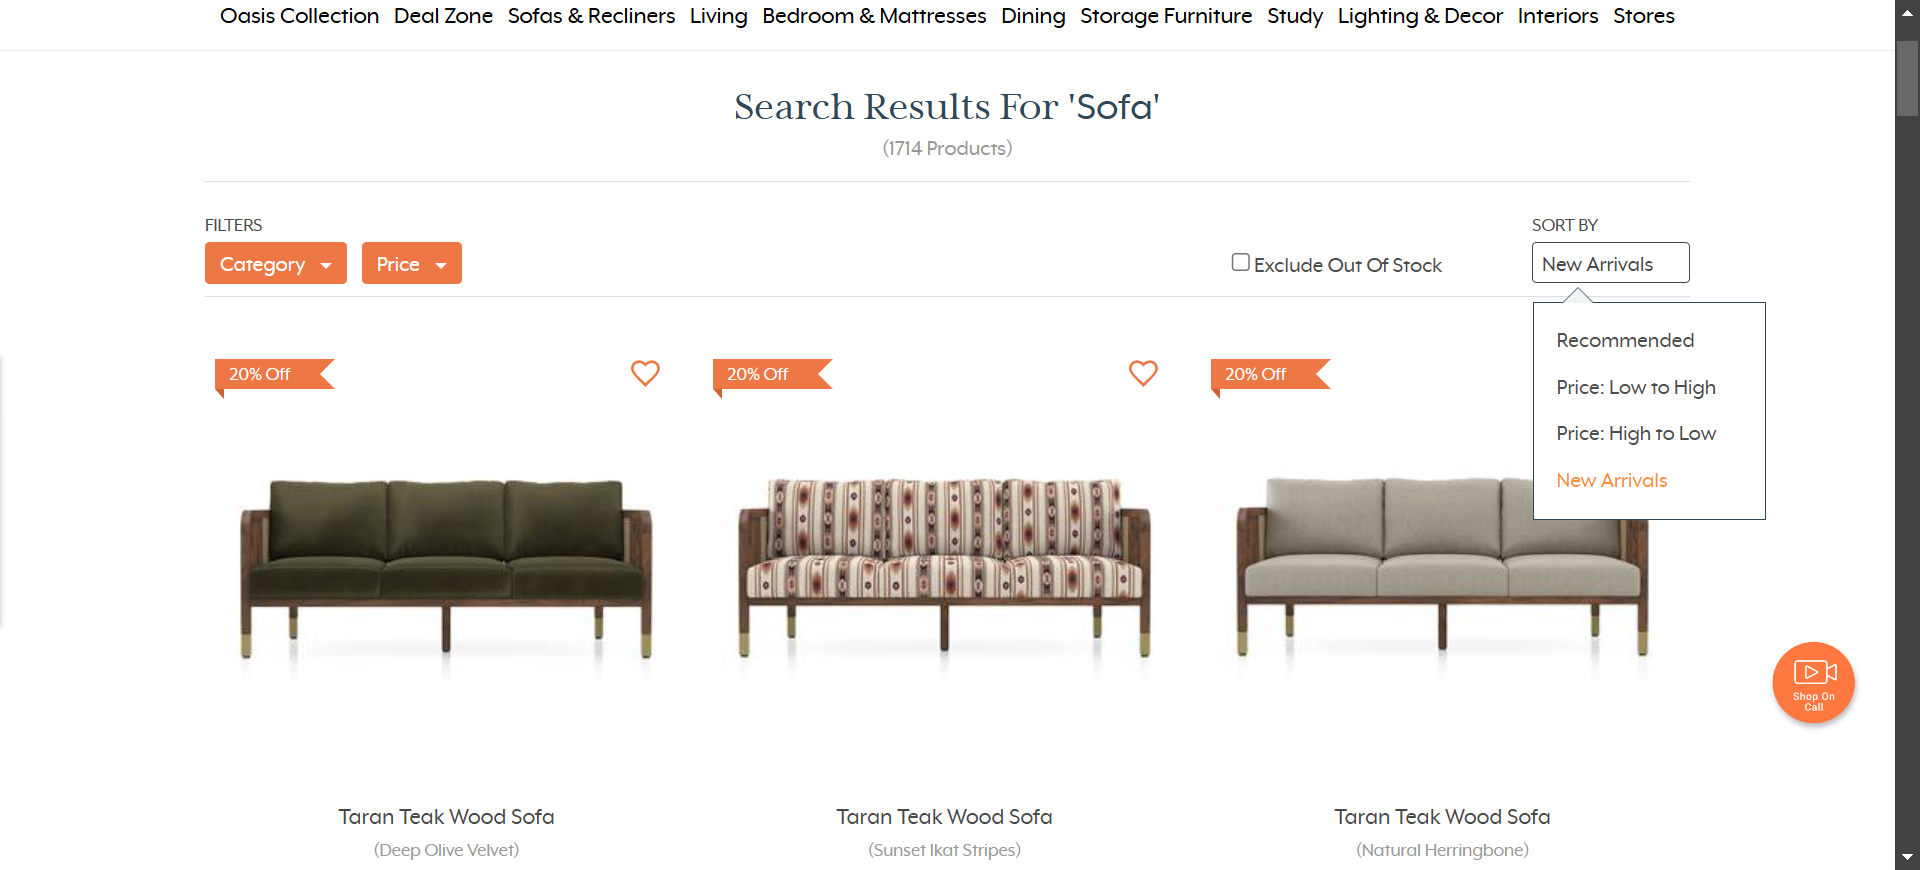 Oasis Collection Deal Zone Sofas & Recliners Living Bedroom & Mattresses Dining Storage Furniture Study Lighting & Decor Interiors Stores
Search Results For 'Sofa'
(1714 Products)
FILTERS
SORT BY
Category Price
Exclude Out Of Stock
New Arrivals
Recommended
Price: Low to High
Price: High to Low
New Arrivals
20% Off
20% Off
20% Off
Shop On
Call
Taran Teak Wood Sofa
(Deep Olive Velvet)
Taran Teak Wood Sofa
(Sunset Ikat Stripes)
Taran Teak Wood Sofa
(Natural Herringbone)